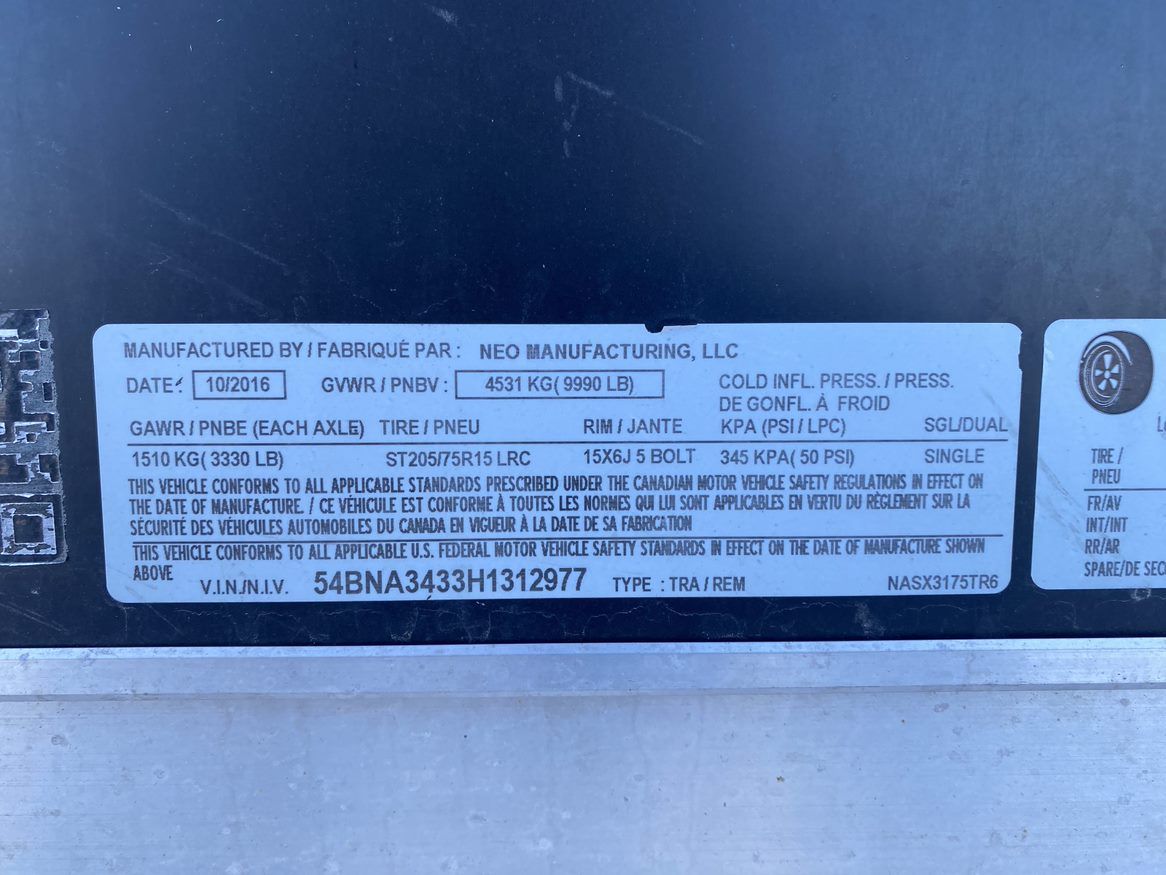 MANUFACTURED BY / FABRIQUÉ PAR : NEO MANUFACTURING, LLC
DATE: 10/2016 GVWR / PNBV : 4531 KG( 9990 LB)
COLD INFL. PRESS. / PRESS.
DE GONFL. À FROID
GAWR / PNBE (EACH AXLE) TIRE / PNEU RIM / JANTE KPA (PSI / LPC) SGL/DUAL
1510 KG( 3330 LB) ST205/75R15 LRC 15X6J 5 BOLT 345 KPA( 50 PSI) SINGLE
THIS VEHICLE CONFORMS TO ALL APPLICABLE STANDARDS PRESCRIBED UNDER THE CANADIAN MOTOR VEHICLE SAFETY REGULATIONS IN EFFECT ON
THE DATE OF MANUFACTURE. / CE VÉHICULE EST CONFORME À TOUTES LES NORMES QUI LUI SONT APPLICABLES EN VERTU DU RÈGLEMENT SUR LA
SÉCURITÉ DES VÉHICULES AUTOMOBILES DU CANADA EN VIGUEUR À LA DATE DE SA FABRICATION
THIS VEHICLE CONFORMS TO ALL APPLICABLE U.S. FEDERAL MOTOR VEHICLE SAFETY STANDARDS IN EFFECT ON THE DATE OF MANUFACTURE SHOWN
ABOVE
V.I.N./N.I.V. 54BNA3433H1312977 TYPE : TRA / REM NASX3175TR6
TIRE /
PNEU
FR/AV
INT/INT
RR/AR
SPARE/DE